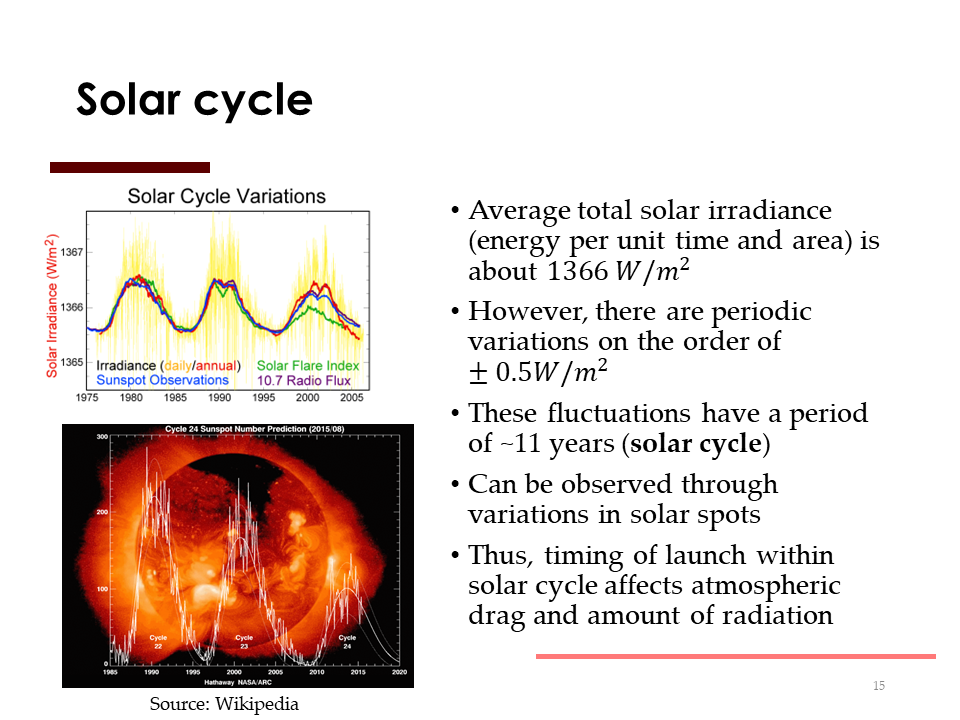 Solar cycle
Solar Cycle Variations
Solar Irradiance (W/m²)
1367
1366
1365
Irradiance (daily/annual)
Solar Flare Index
Sunspot Observations
10.7 Radio Flux
1975 1980 1985 1990 1995 2000 2005
Cycle 24 Sunspot Number Prediction (2015/08)
300
200
100
0
Cycle
22
Cycle
23
Cycle
24
1985 1990 1995 2000 2005 2010 2015 2020
Hathaway NASA/ARC
Source: Wikipedia
• Average total solar irradiance
(energy per unit time and area) is
about 1366 W/m²
• However, there are periodic
variations on the order of
± 0.5W/m²
• These fluctuations have a period
of ~11 years (solar cycle)
• Can be observed through
variations in solar spots
• Thus, timing of launch within
solar cycle affects atmospheric
drag and amount of radiation
15